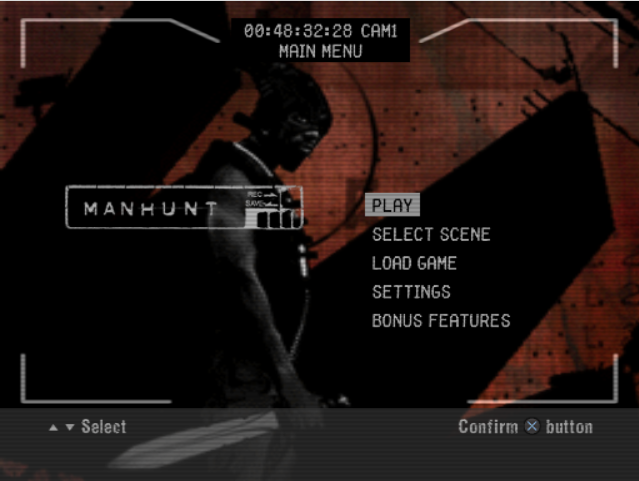 00:48:32:28 CAM1
MAIN MENU
MANHUNT
REC
SAVE
PLAY
SELECT SCENE
LOAD GAME
SETTINGS
BONUS FEATURES
▲ ▼ Select
Confirm ⓧ button